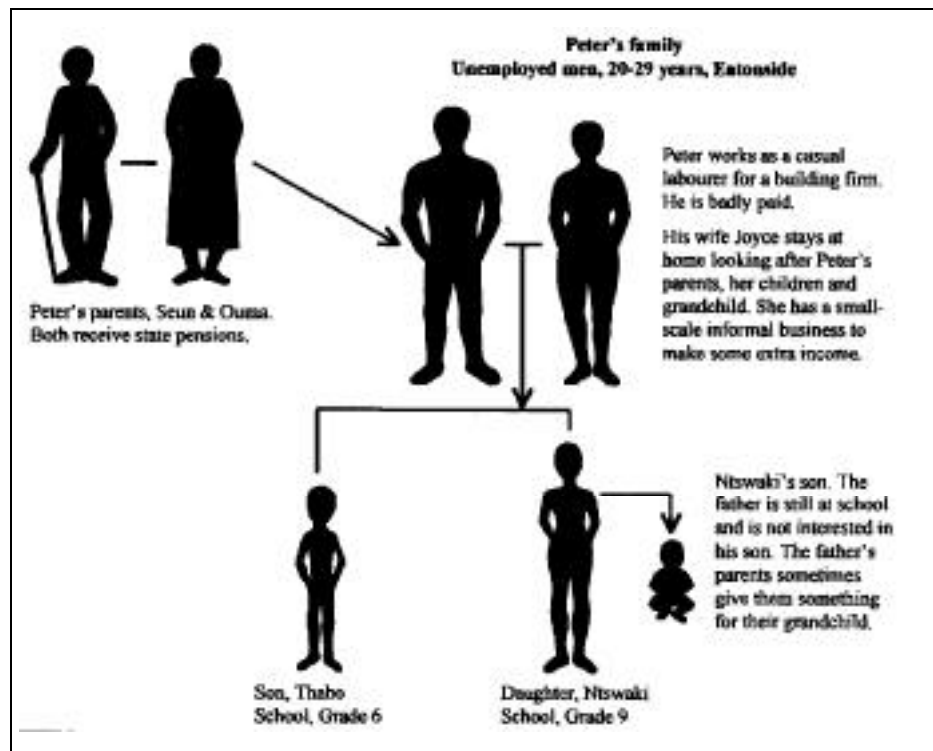 Peter's family
Unemployed men, 20-29 years, Eatonside
Peter works as a casual
labourer for a building firm.
He is badly paid.
His wife Joyce stays at
home looking after Peter's
parents, her children and
grandchild. She has a small-
scale informal business to
make some extra income.
Peter's parents, Seun & Ouma.
Both receive state pensions.
Ntswaki's son. The
father is still at school
and is not interested in
his son. The father's
parents sometimes
give them something
for their grandchild.
Son, Thabo
School, Grade 6
Daughter, Ntswaki
School, Grade 9